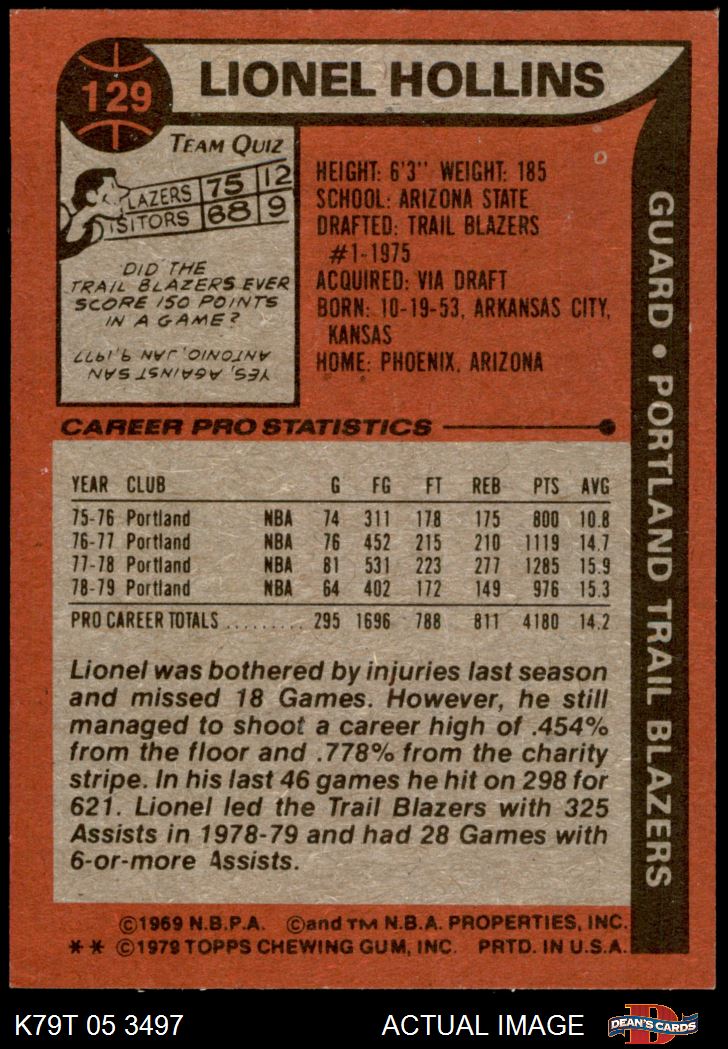 129
LIONEL HOLLINS
TEAM QUIZ
LAZERS 75 12
ISITORS 68 9
DID THE
TRAIL BLAZERS EVER
SCORE 150 POINTS
IN A GAME?
YES, AGAINST SAN
ANTONIO, JAN 9, 1977
HEIGHT: 6'3" WEIGHT: 185
SCHOOL: ARIZONA STATE
DRAFTED: TRAIL BLAZERS
#1-1975
ACQUIRED: VIA DRAFT
BORN: 10-19-53, ARKANSAS CITY,
KANSAS
HOME: PHOENIX, ARIZONA
GUARD • PORTLAND TRAIL BLAZERS
CAREER PRO STATISTICS
YEAR CLUB G FG FT REB PTS AVG
75-76 Portland NBA 74 311 178 175 800 10.8
76-77 Portland NBA 76 452 215 210 1119 14.7
77-78 Portland NBA 81 531 223 277 1285 15.9
78-79 Portland NBA 64 402 172 149 976 15.3
PRO CAREER TOTALS ......... 295 1696 788 811 4180 14.2
Lionel was bothered by injuries last season
and missed 18 Games. However, he still
managed to shoot a career high of .454%
from the floor and .778% from the charity
stripe. In his last 46 games he hit on 298 for
621. Lionel led the Trail Blazers with 325
Assists in 1978-79 and had 28 Games with
6-or-more Assists.
©1969 N.B.P.A. ©and TM N.B.A. PROPERTIES, INC.
** ©1979 TOPPS CHEWING GUM, INC. PRTD. IN U.S.A.
K79T 05 3497 ACTUAL IMAGE
D DEAN'S CARDS